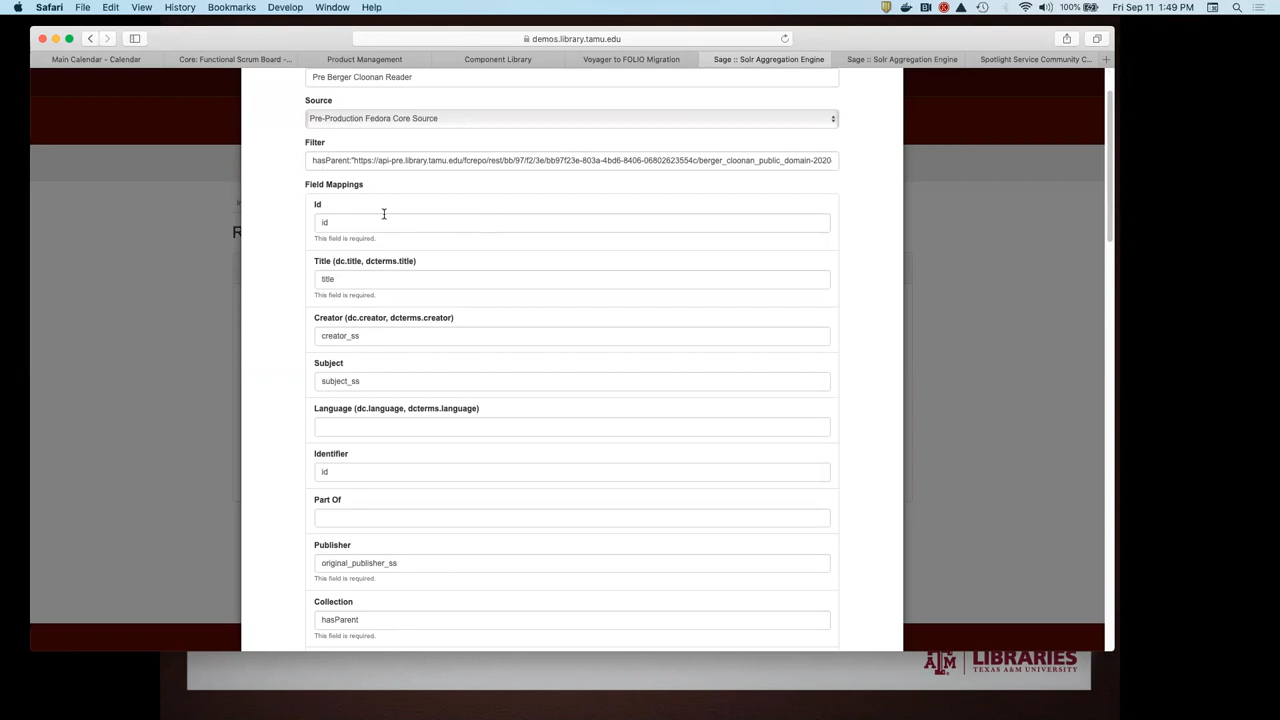 Safari File Edit View History Bookmarks Develop Window Help 100% Fri Sep 11 1:49 PM
demos.library.tamu.edu
Main Calendar - Calendar Core: Functional Scrum Board -... Product Management Component Library Voyager to FOLIO Migration Sage :: Solr Aggregation Engine Sage :: Solr Aggregation Engine Spotlight Service Community C...
Pre Berger Cloonan Reader
Source
Pre-Production Fedora Core Source
Filter
hasParent:"https://api-pre.library.tamu.edu/fcrepo/rest/bb/97/f2/3e/bb97f23e-803a-4bd6-8406-06802623554c/berger_cloonan_public_domain-2020
Field Mappings
Id
id
This field is required.
Title (dc.title, dcterms.title)
title
This field is required.
Creator (dc.creator, dcterms.creator)
creator_ss
Subject
subject_ss
Language (dc.language, dcterms.language)
Identifier
id
Part Of
Publisher
original_publisher_ss
This field is required.
Collection
hasParent
This field is required.
LIBRARIES
TEXAS A&M UNIVERSITY